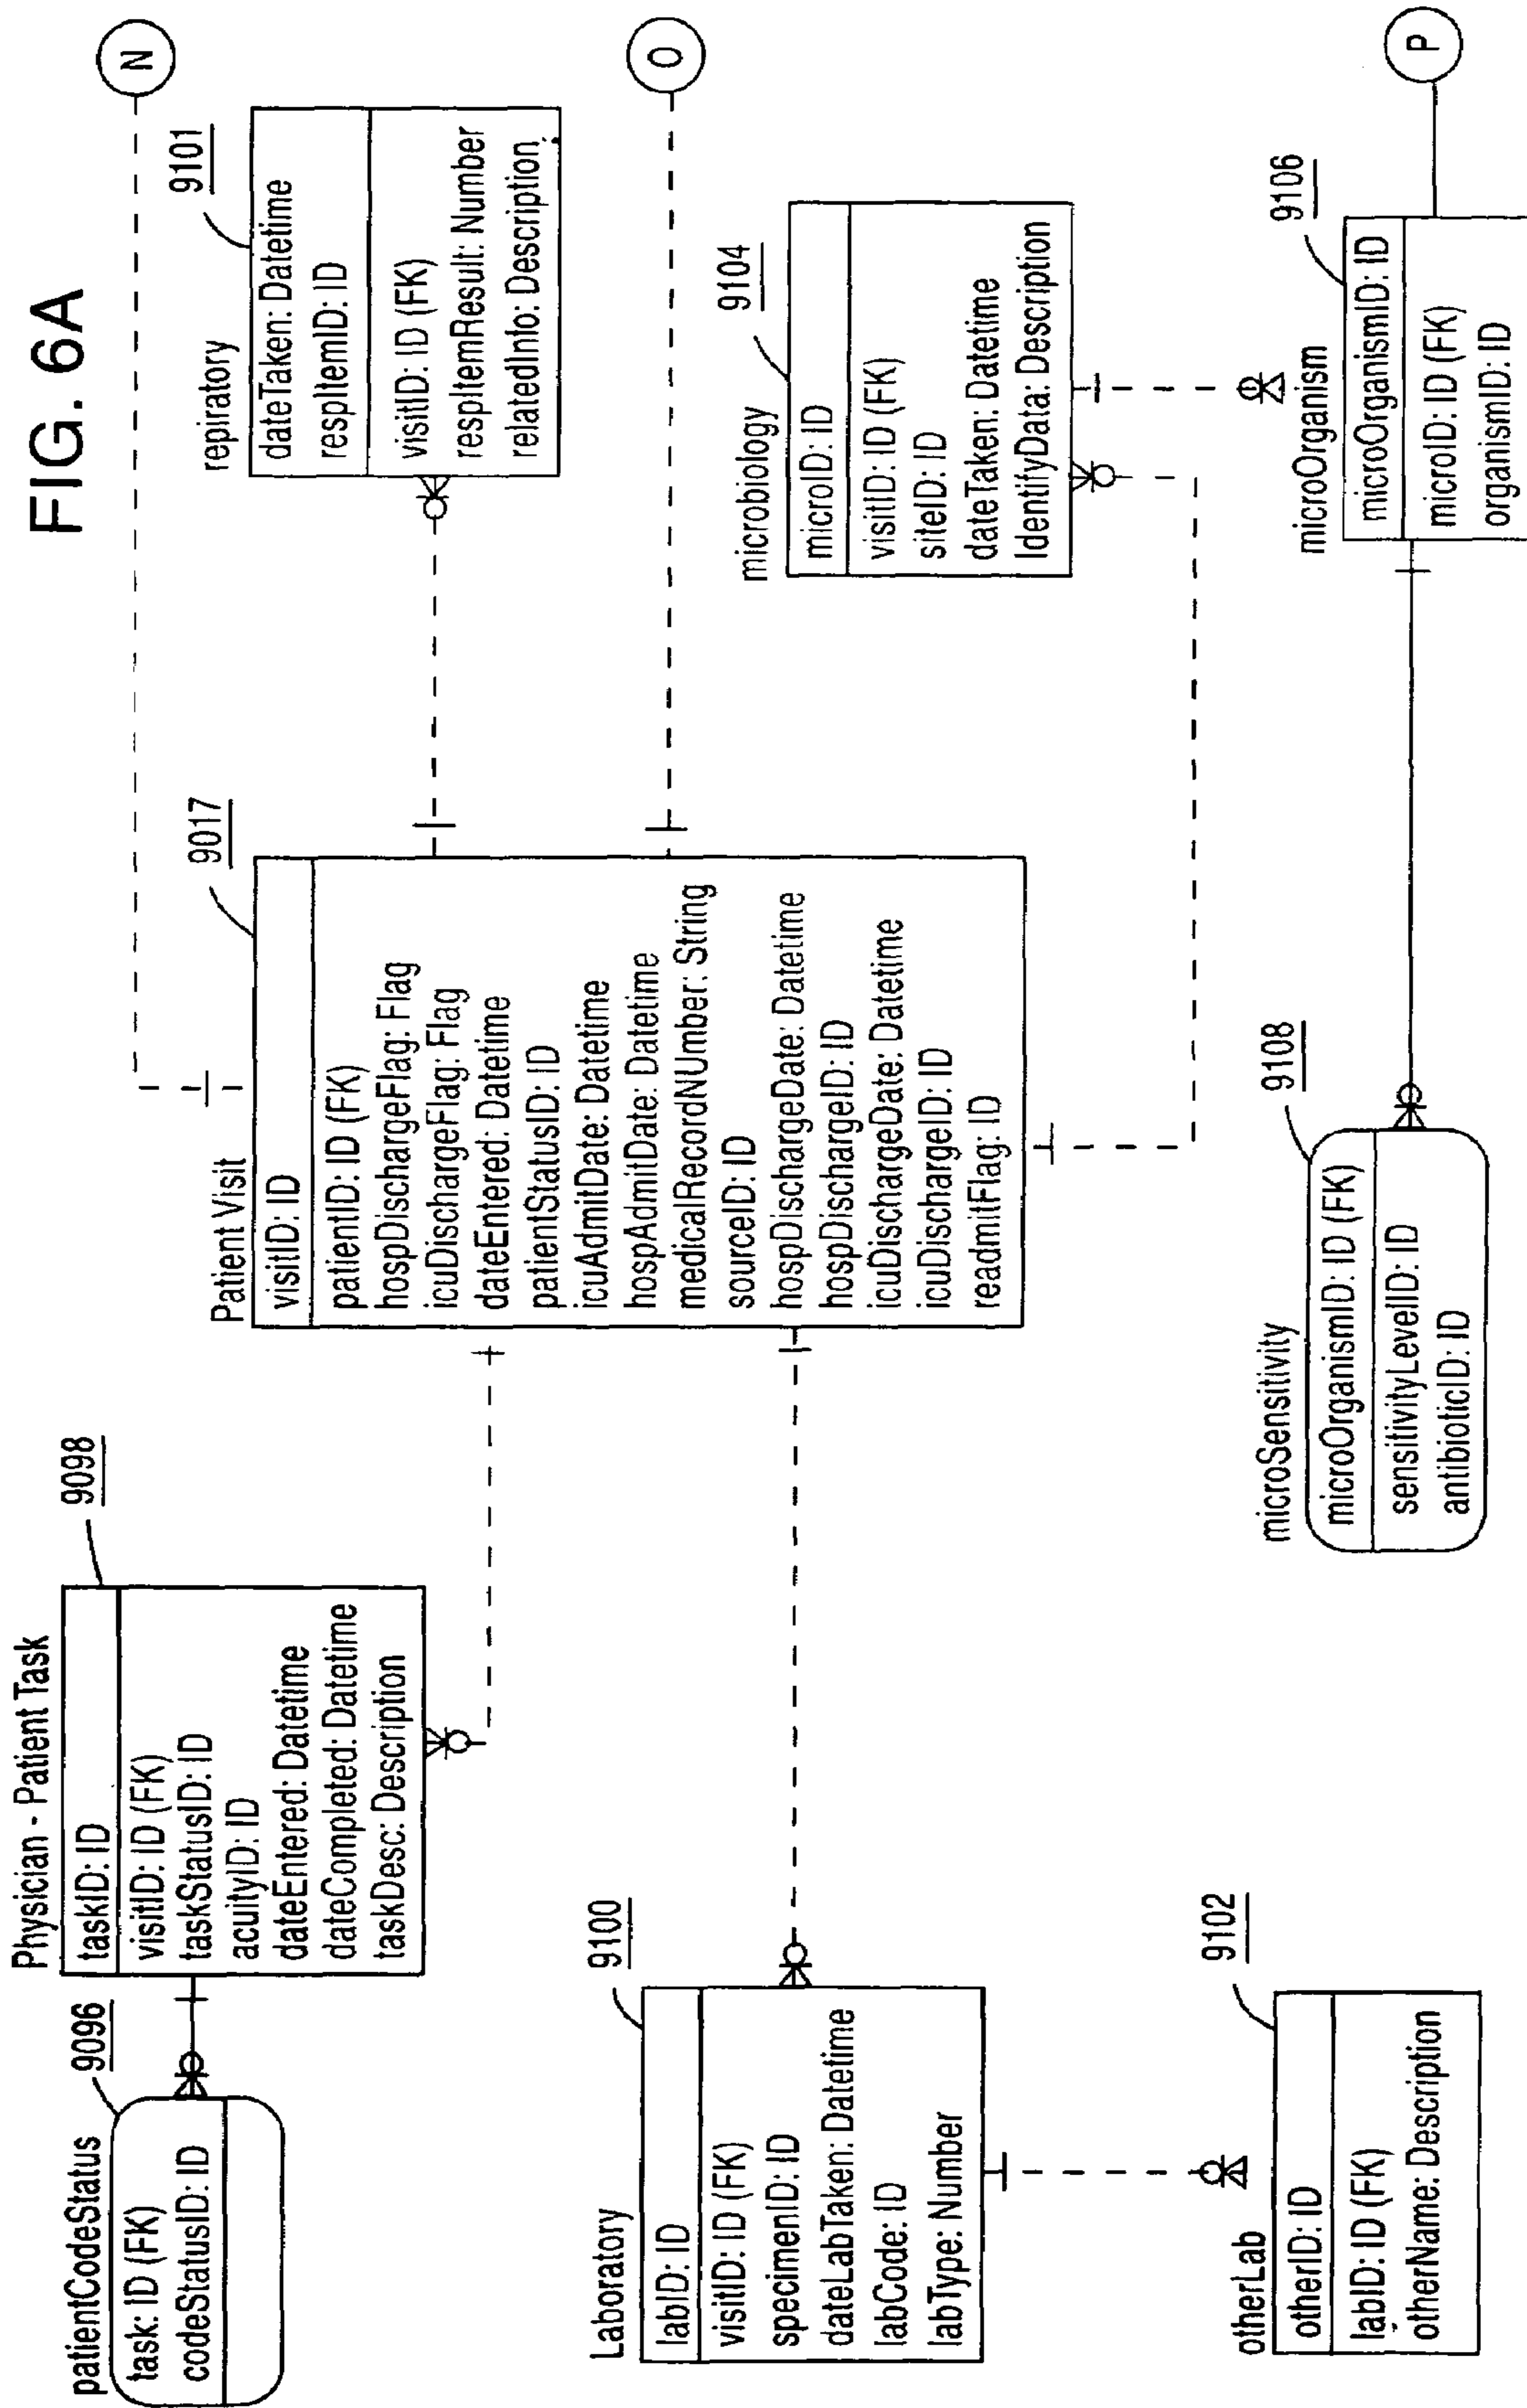 FIG. 6A
patientCodeStatus
9096
task: ID (FK)
codeStatusID: ID
Physician - Patient Task
9098
taskID: ID
visitID: ID (FK)
taskStatusID: ID
acuityID: ID
dateEntered: Datetime
dateCompleted: Datetime
taskDesc: Description
Patient Visit
9017
visitID: ID
patientID: ID (FK)
hospDischargeFlag: Flag
icuDischargeFlag: Flag
dateEntered: Datetime
patientStatusID: ID
icuAdmitDate: Datetime
hospAdmitDate: Datetime
medicalRecordNUmber: String
sourceID: ID
hospDischargeDate: Datetime
hospDischargeID: ID
icuDischargeDate: Datetime
icuDischargeID: ID
readmitFlag: ID
N
repiratory
9101
dateTaken: Datetime
respItemID: ID
visitID: ID (FK)
respItemResult: Number
relatedInfo: Description
O
Laboratory
9100
labID: ID
visitID: ID (FK)
specimenID: ID
dateLabTaken: Datetime
labCode: ID
labType: Number
microbiology
9104
microID: ID
visitID: ID (FK)
siteID: ID
dateTaken: Datetime
IdentifyData: Description
otherLab
9102
otherID: ID
labID: ID (FK)
otherName: Description
microSensitivity
9108
microOrganismID: ID (FK)
sensitivityLevelID: ID
antibioticID: ID
microOrganism
9106
microOrganismID: ID
microID: ID (FK)
organismID: ID
P